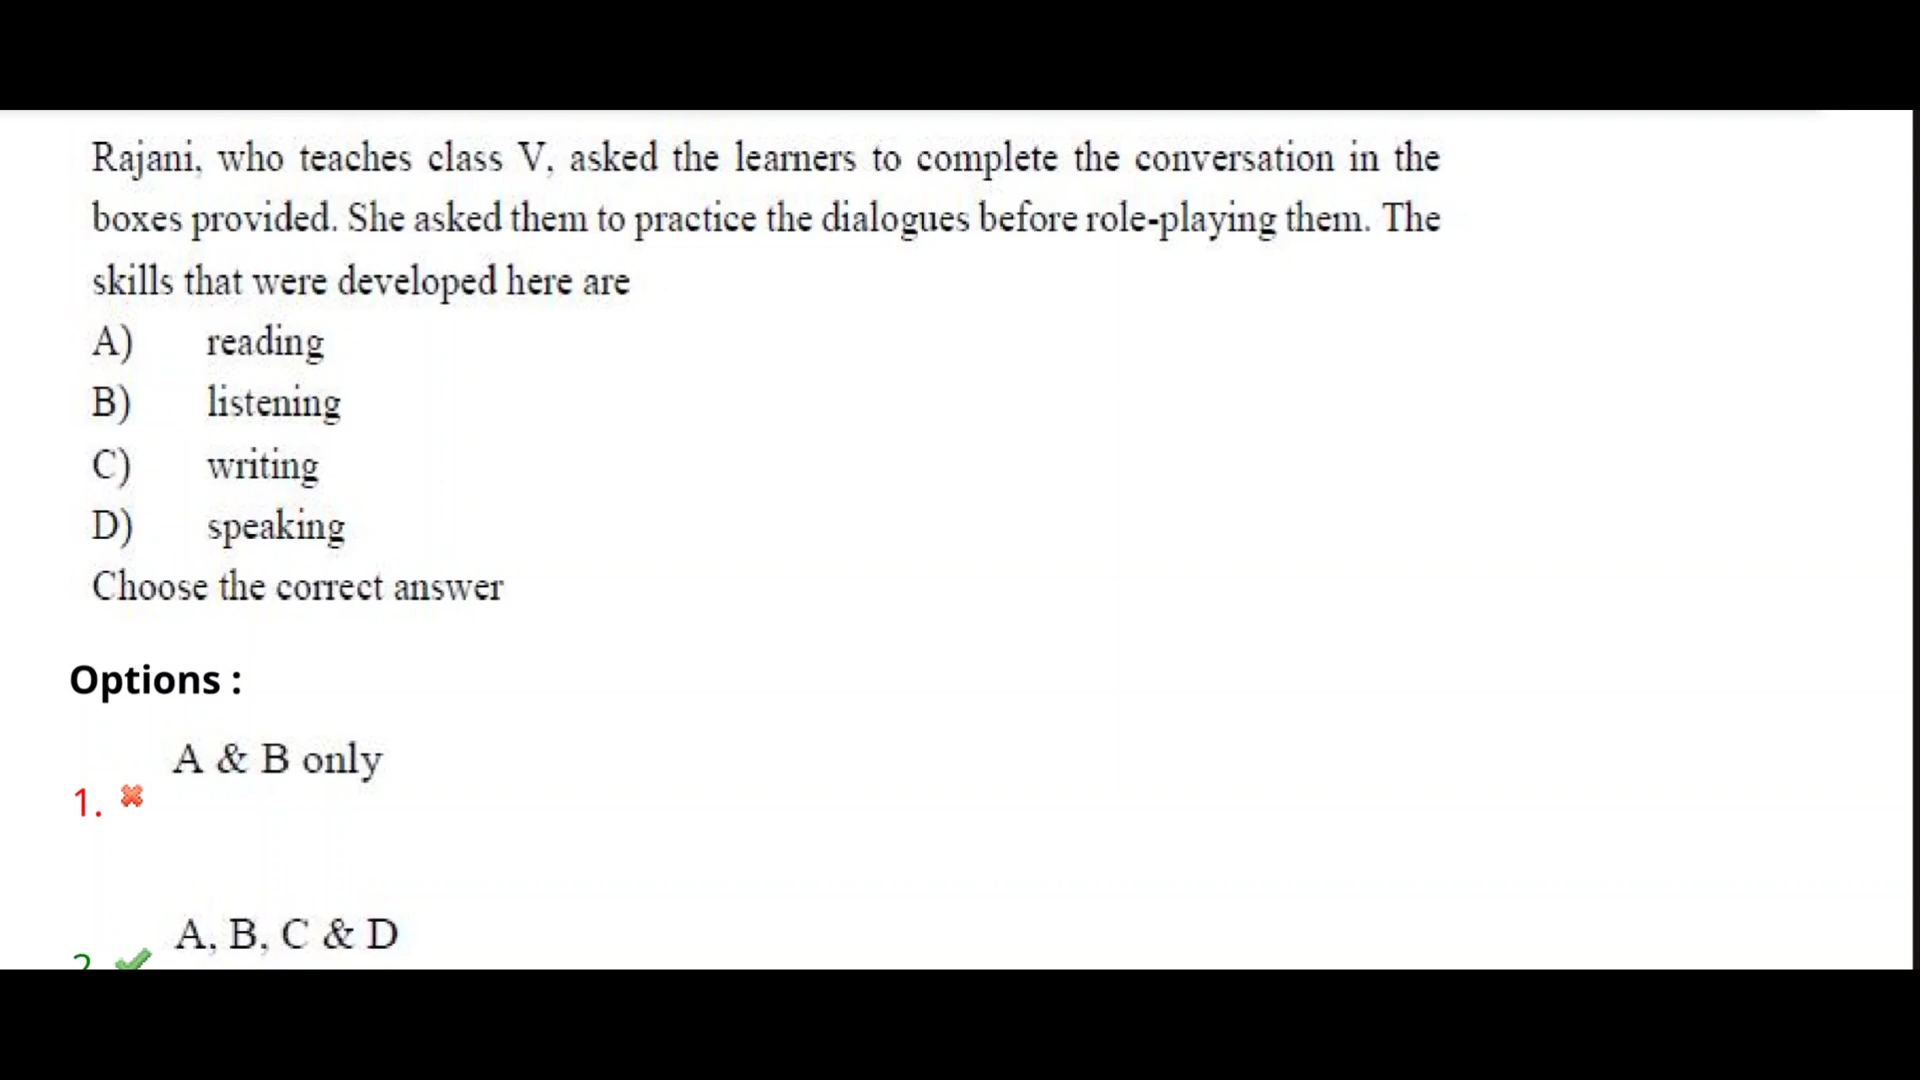 Rajani, who teaches class V, asked the learners to complete the conversation in the
boxes provided. She asked them to practice the dialogues before role-playing them. The
skills that were developed here are
A) reading
B) listening
C) writing
D) speaking
Choose the correct answer
Options :
A & B only
1.
A, B, C & D
2